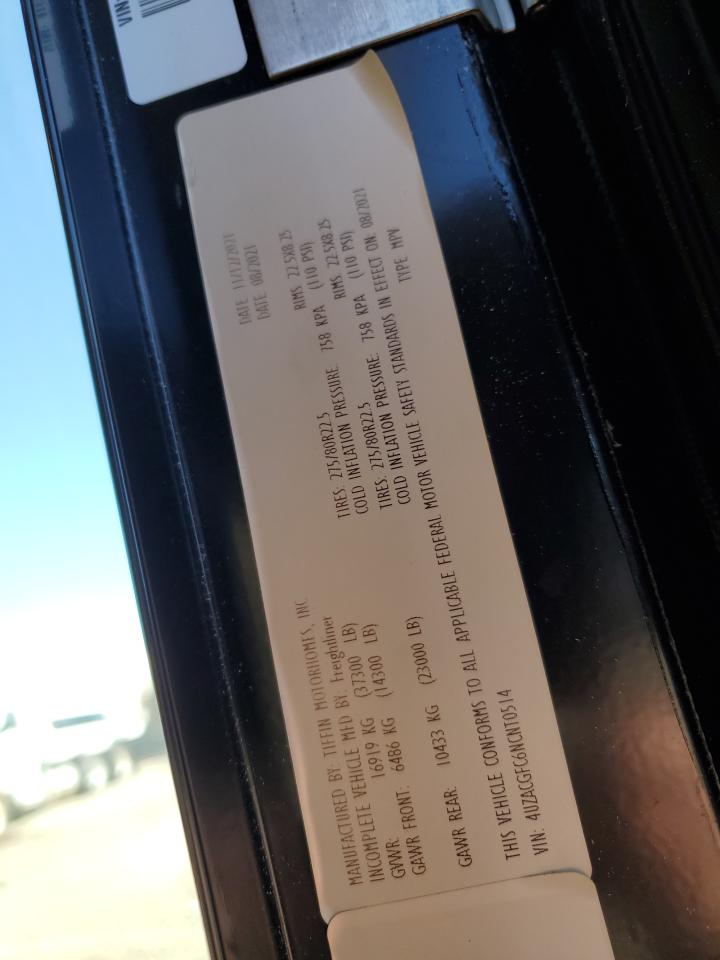 VIN
MANUFACTURED BY: TIFFIN MOTORHOMES, INC. DATE 11/12/2021
INCOMPLETE VEHICLE MFD BY: Freightliner DATE 08/2021
GVWR: 16919 KG (37300 LB)
GAWR FRONT: 6486 KG (14300 LB) TIRES: 275/80R22.5 RIMS 22.5X8.25
COLD INFLATION PRESSURE: 758 KPA (110 PSI)
GAWR REAR: 10433 KG (23000 LB) TIRES: 275/80R22.5 RIMS 22.5X8.25
COLD INFLATION PRESSURE: 758 KPA (110 PSI)
THIS VEHICLE CONFORMS TO ALL APPLICABLE FEDERAL MOTOR VEHICLE SAFETY STANDARDS IN EFFECT ON: 08/2021
VIN: 4UZACGFC6NCNT0514 TYPE MPV